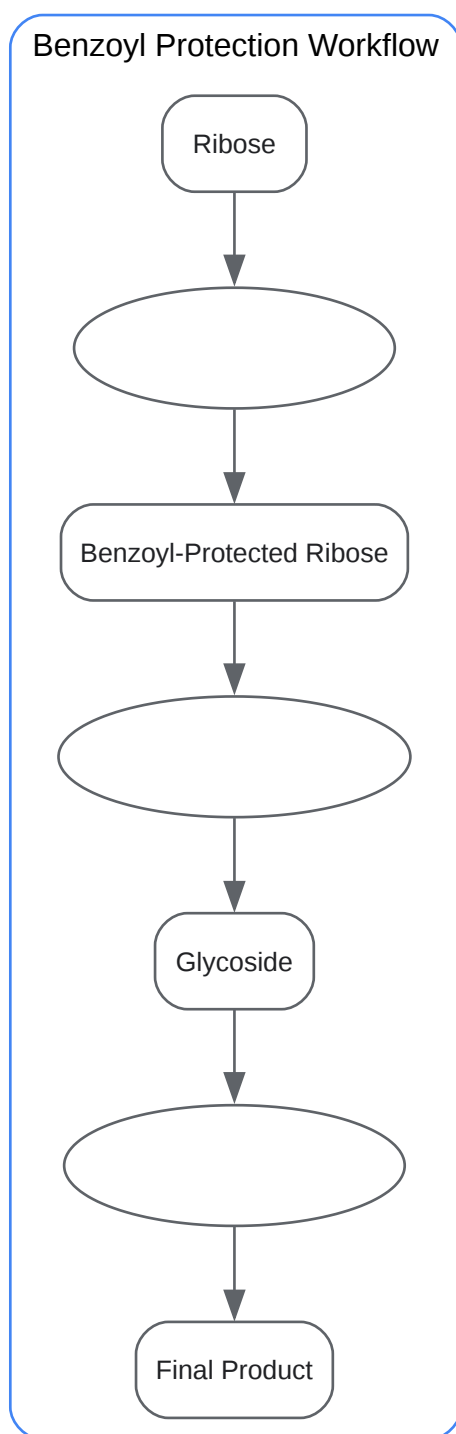 Benzoyl Protection Workflow
Ribose
Benzoyl-Protected Ribose
Glycoside
Final Product